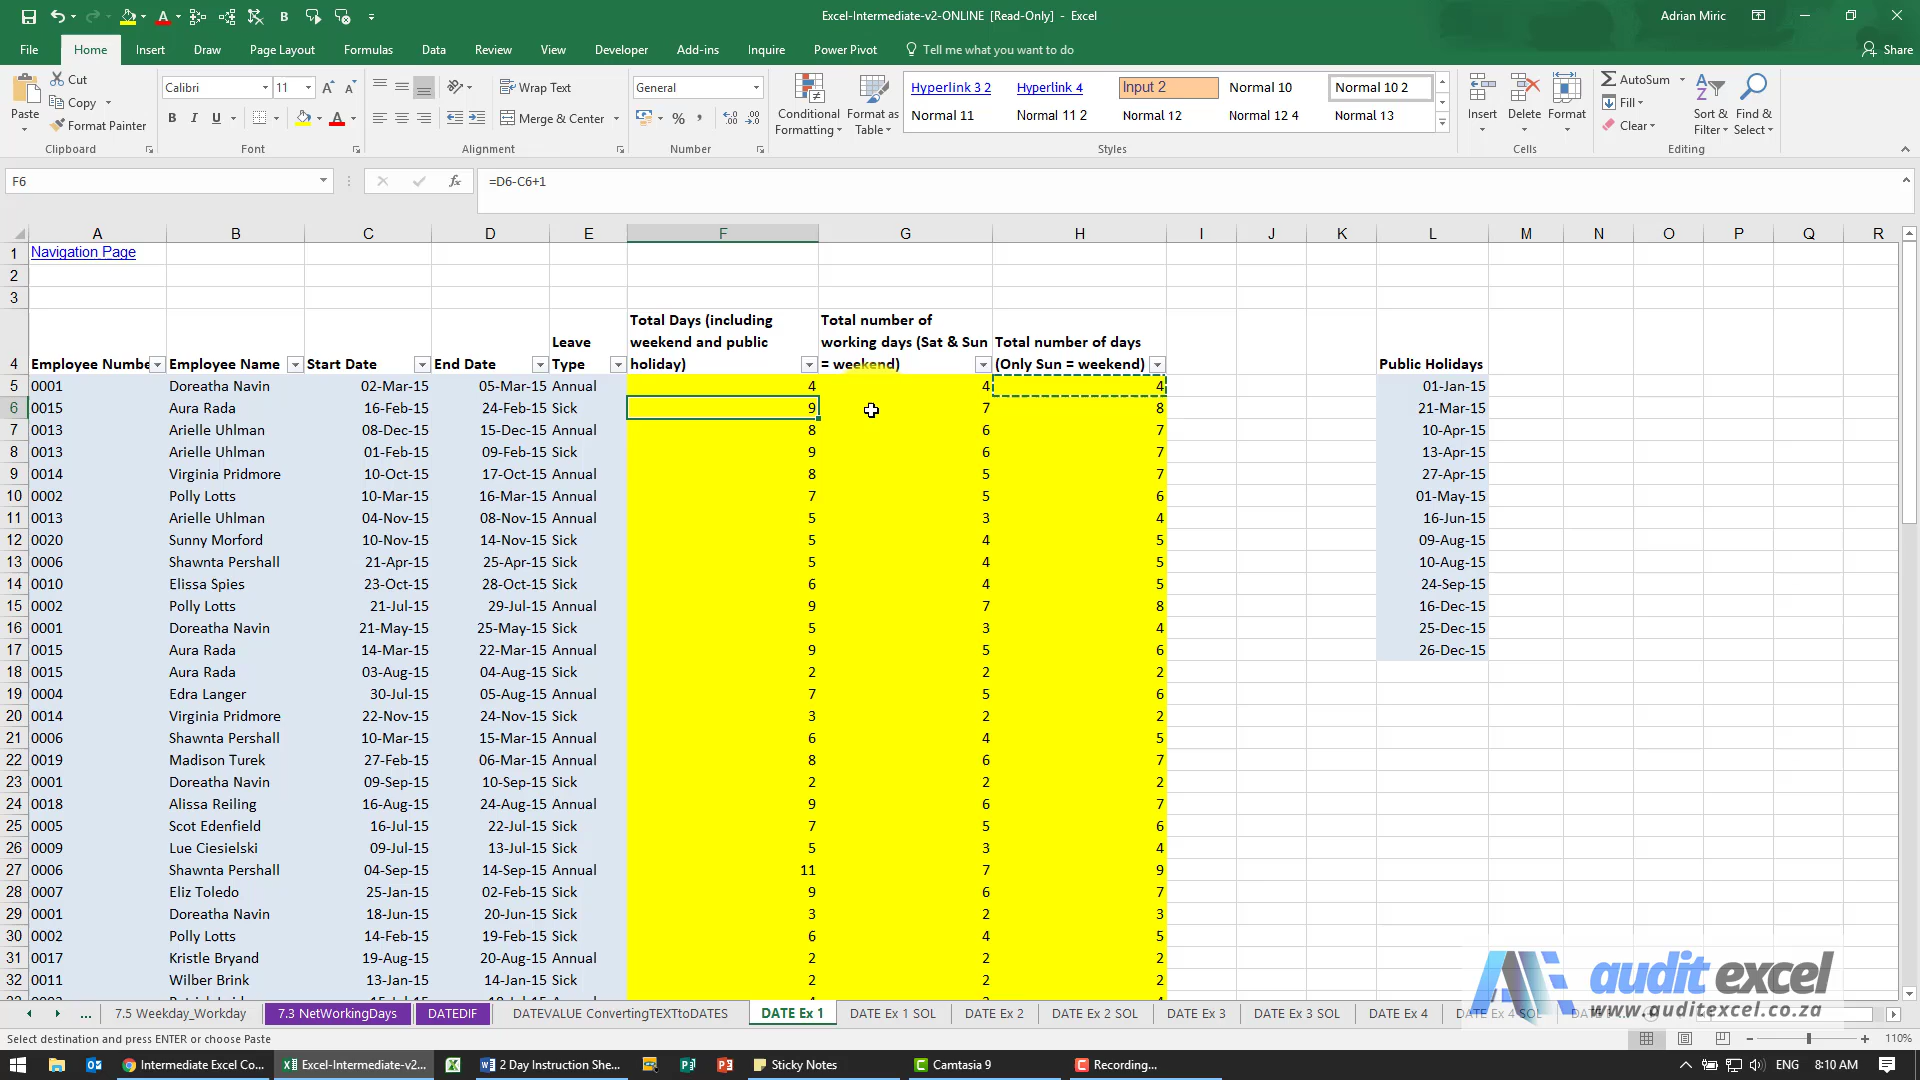 Excel-Intermediate-v2-ONLINE [Read-Only] - Excel
Adrian Miric
File Home Insert Draw Page Layout Formulas Data Review View Developer Add-ins Inquire Power Pivot Tell me what you want to do Share
Paste Cut Copy Format Painter Clipboard
Calibri 11 B I U Font
Wrap Text Merge & Center Alignment
General % Number
Conditional Formatting Format as Table
Hyperlink 3 2 Hyperlink 4 Input 2 Normal 10 Normal 10 2
Normal 11 Normal 11 2 Normal 12 Normal 12 4 Normal 13
Styles
Insert Delete Format Cells
AutoSum Fill Clear Sort & Filter Find & Select Editing
F6 fx =D6-C6+1
A B C D E F G H I J K L M N O P Q R
1 Navigation Page
2
3
4 Employee Numbe Employee Name Start Date End Date Leave Type Total Days (including weekend and public holiday) Total number of working days (Sat & Sun = weekend) Total number of days (Only Sun = weekend) Public Holidays
5 0001 Doreatha Navin 02-Mar-15 05-Mar-15 Annual 4 4 4 01-Jan-15
6 0015 Aura Rada 16-Feb-15 24-Feb-15 Sick 9 7 8 21-Mar-15
7 0013 Arielle Uhlman 08-Dec-15 15-Dec-15 Annual 8 6 7 10-Apr-15
8 0013 Arielle Uhlman 01-Feb-15 09-Feb-15 Sick 9 6 7 13-Apr-15
9 0014 Virginia Pridmore 10-Oct-15 17-Oct-15 Annual 8 5 7 27-Apr-15
10 0002 Polly Lotts 10-Mar-15 16-Mar-15 Annual 7 5 6 01-May-15
11 0013 Arielle Uhlman 04-Nov-15 08-Nov-15 Annual 5 3 4 16-Jun-15
12 0020 Sunny Morford 10-Nov-15 14-Nov-15 Sick 5 4 5 09-Aug-15
13 0006 Shawnta Pershall 21-Apr-15 25-Apr-15 Sick 5 4 5 10-Aug-15
14 0010 Elissa Spies 23-Oct-15 28-Oct-15 Sick 6 4 5 24-Sep-15
15 0002 Polly Lotts 21-Jul-15 29-Jul-15 Annual 9 7 8 16-Dec-15
16 0001 Doreatha Navin 21-May-15 25-May-15 Sick 5 3 4 25-Dec-15
17 0015 Aura Rada 14-Mar-15 22-Mar-15 Annual 9 5 6 26-Dec-15
18 0015 Aura Rada 03-Aug-15 04-Aug-15 Sick 2 2 2
19 0004 Edra Langer 30-Jul-15 05-Aug-15 Annual 7 5 6
20 0014 Virginia Pridmore 22-Nov-15 24-Nov-15 Sick 3 2 2
21 0006 Shawnta Pershall 10-Mar-15 15-Mar-15 Annual 6 4 5
22 0019 Madison Turek 27-Feb-15 06-Mar-15 Annual 8 6 7
23 0001 Doreatha Navin 09-Sep-15 10-Sep-15 Sick 2 2 2
24 0018 Alissa Reiling 16-Aug-15 24-Aug-15 Annual 9 6 7
25 0005 Scot Edenfield 16-Jul-15 22-Jul-15 Sick 7 5 6
26 0009 Lue Ciesielski 09-Jul-15 13-Jul-15 Sick 5 3 4
27 0006 Shawnta Pershall 04-Sep-15 14-Sep-15 Annual 11 7 9
28 0007 Eliz Toledo 25-Jan-15 02-Feb-15 Sick 9 6 7
29 0001 Doreatha Navin 18-Jun-15 20-Jun-15 Sick 3 2 3
30 0002 Polly Lotts 14-Feb-15 19-Feb-15 Sick 6 4 5
31 0017 Kristle Bryand 19-Aug-15 20-Aug-15 Annual 2 2 2
32 0011 Wilber Brink 13-Jan-15 14-Jan-15 Sick 2 2 2
audit excel
www.auditexcel.co.za
... 7.5 Weekday_Workday 7.3 NetWorkingDays DATEDIF DATEVALUE ConvertingTEXTtoDATES DATE Ex 1 DATE Ex 1 SOL DATE Ex 2 DATE Ex 2 SOL DATE Ex 3 DATE Ex 3 SOL DATE Ex 4 DATE Ex 4 SOL
Select destination and press ENTER or choose Paste 110%
Intermediate Excel Co... Excel-Intermediate-v2... 2 Day Instruction She... Sticky Notes Camtasia 9 Recording... ENG 8:10 AM